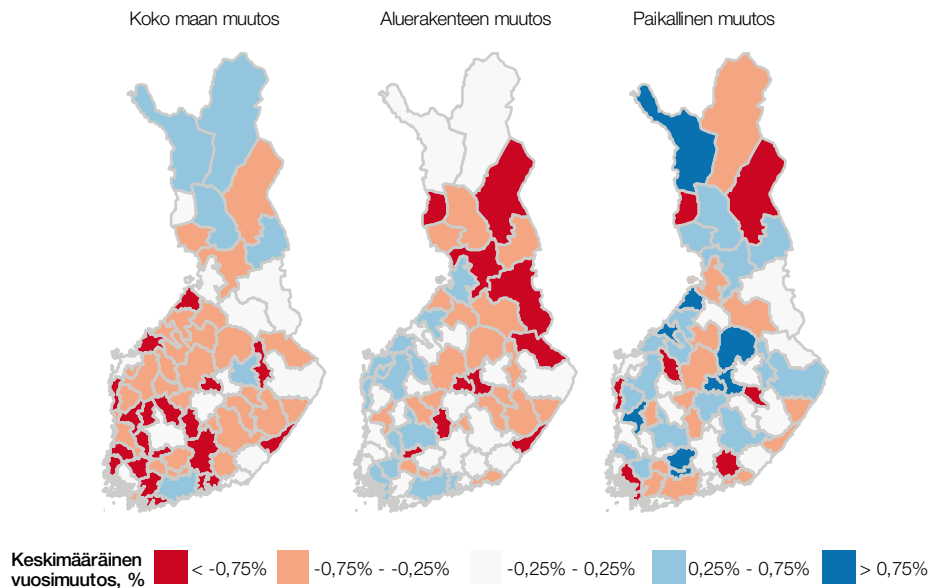 Koko maan muutos
Aluerakenteen muutos
Paikallinen muutos
Keskimääräinen
vuosimuutos, %
< -0,75%
-0,75% - -0,25%
-0,25% - 0,25%
0,25% - 0,75%
> 0,75%